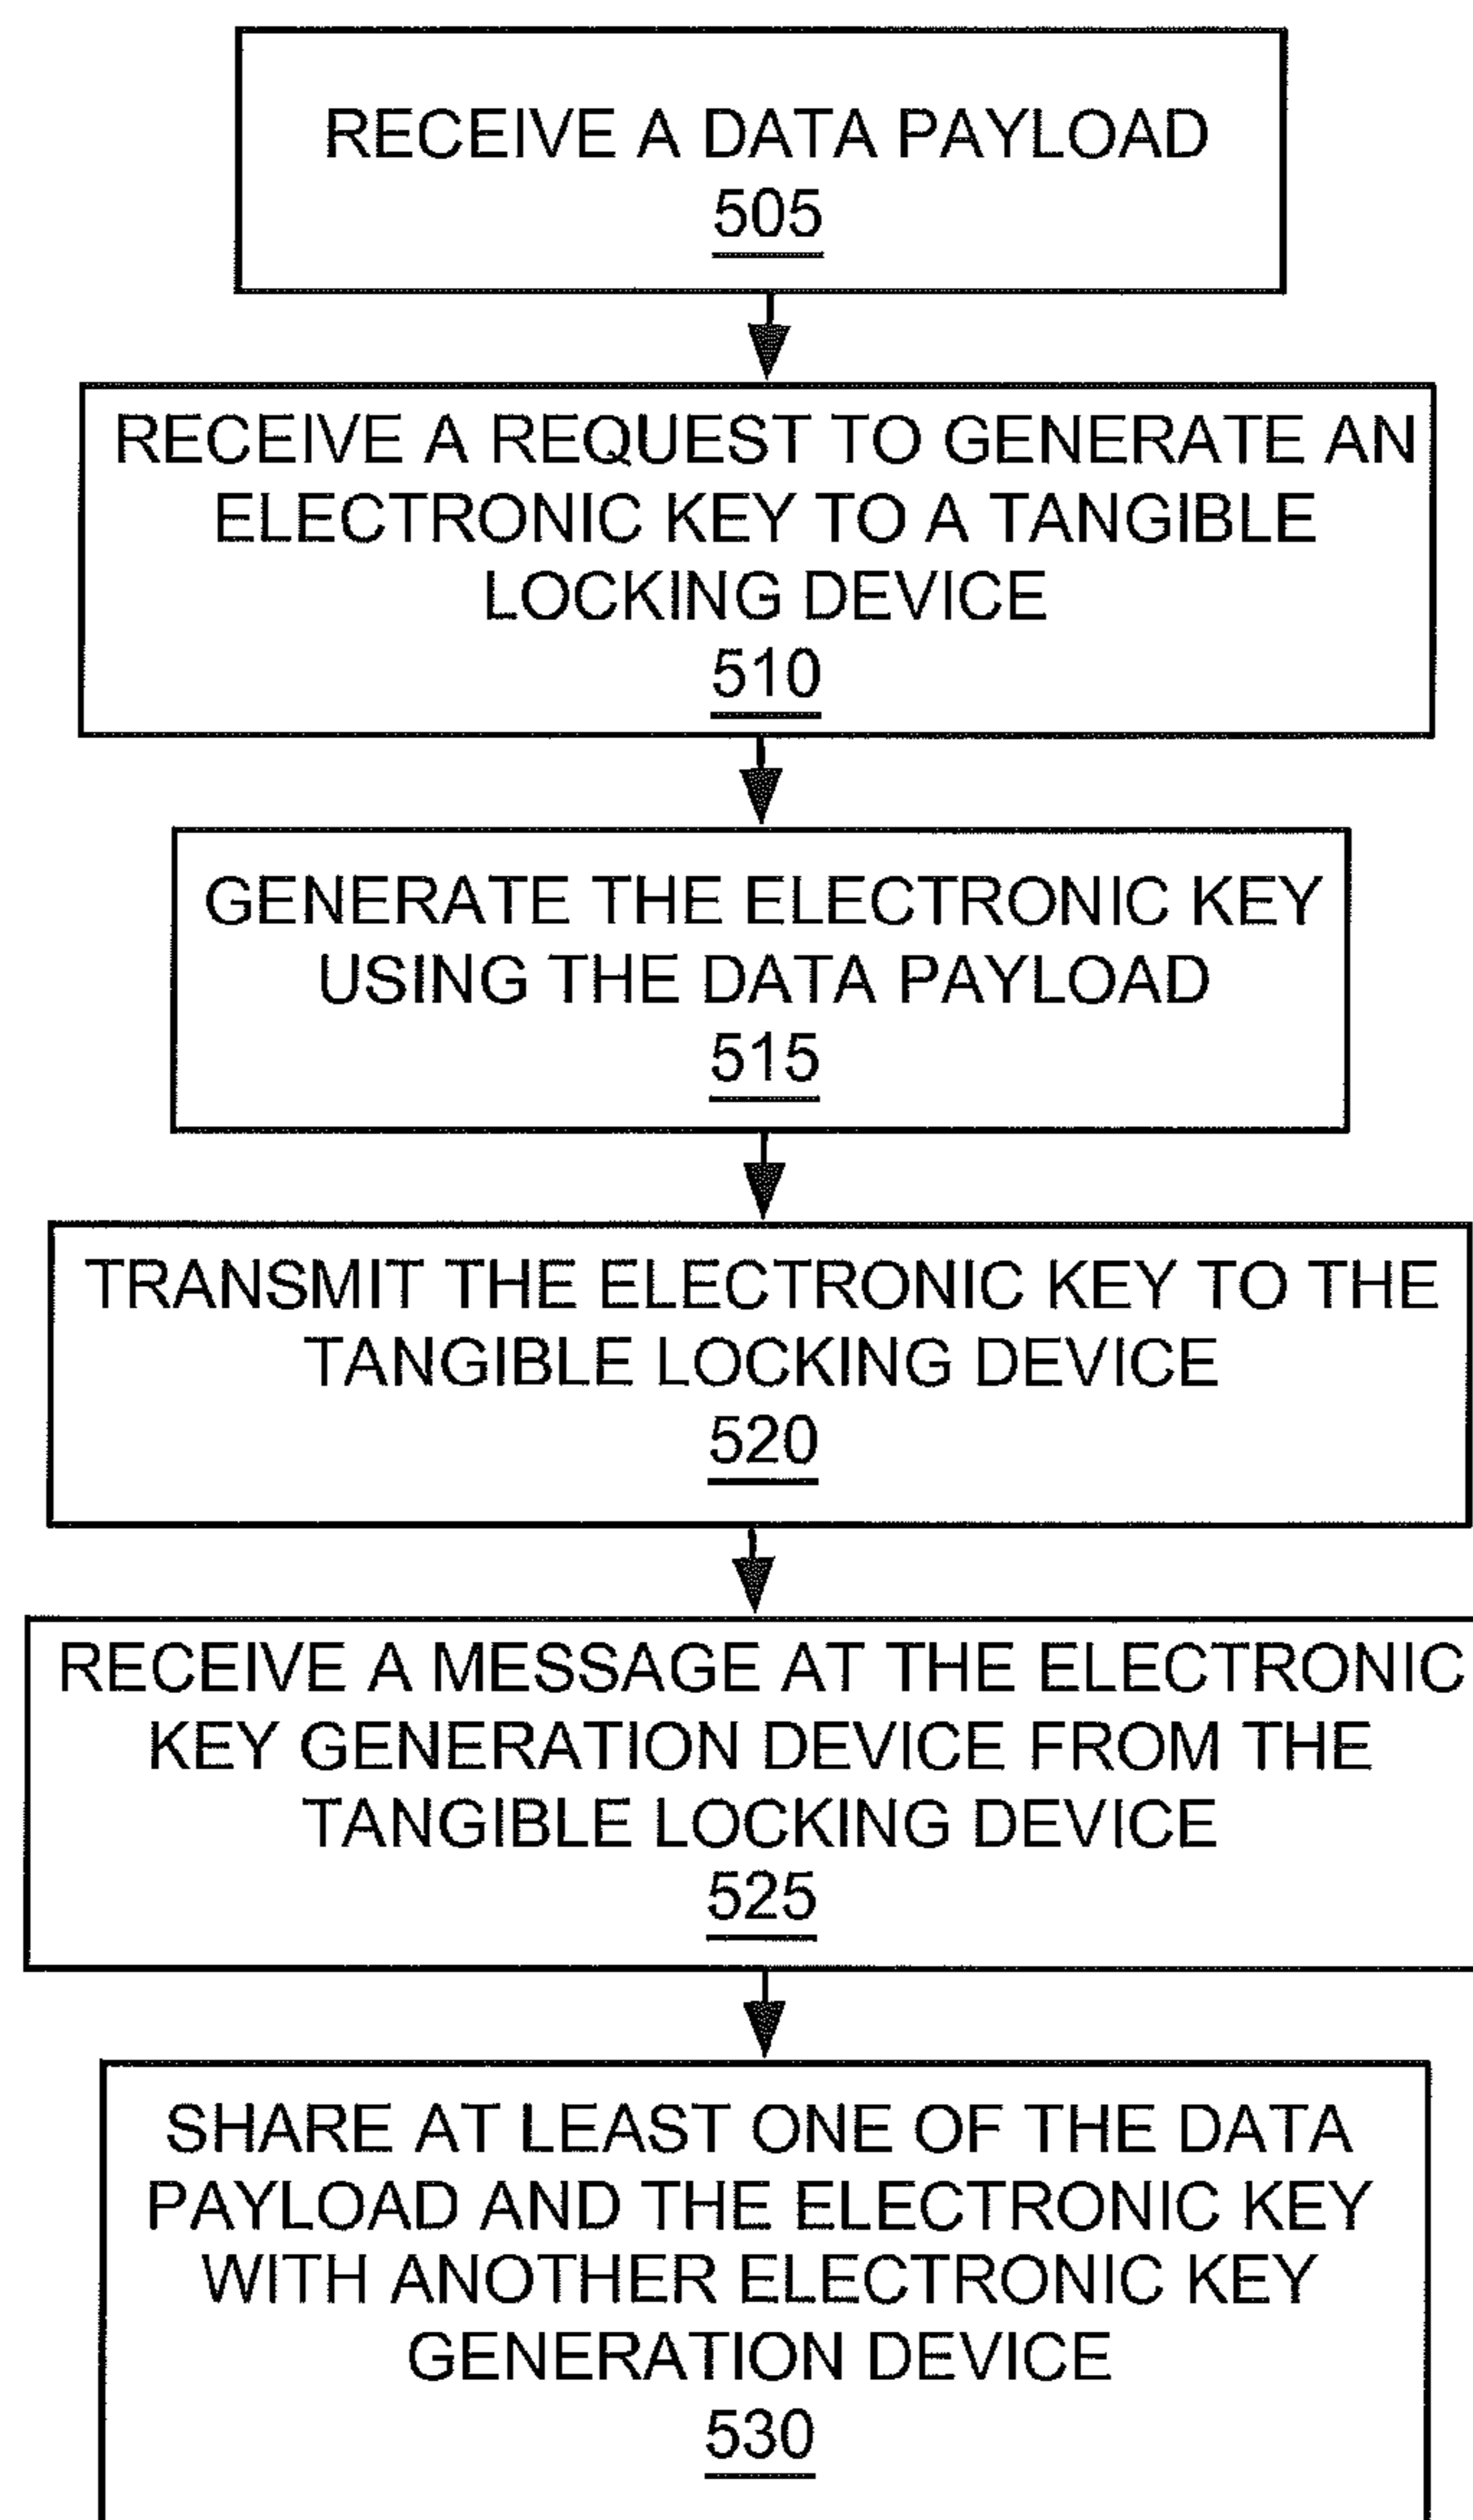 RECEIVE A DATA PAYLOAD
505
RECEIVE A REQUEST TO GENERATE AN
ELECTRONIC KEY TO A TANGIBLE
LOCKING DEVICE
510
GENERATE THE ELECTRONIC KEY
USING THE DATA PAYLOAD
515
TRANSMIT THE ELECTRONIC KEY TO THE
TANGIBLE LOCKING DEVICE
520
RECEIVE A MESSAGE AT THE ELECTRONIC
KEY GENERATION DEVICE FROM THE
TANGIBLE LOCKING DEVICE
525
SHARE AT LEAST ONE OF THE DATA
PAYLOAD AND THE ELECTRONIC KEY
WITH ANOTHER ELECTRONIC KEY
GENERATION DEVICE
530